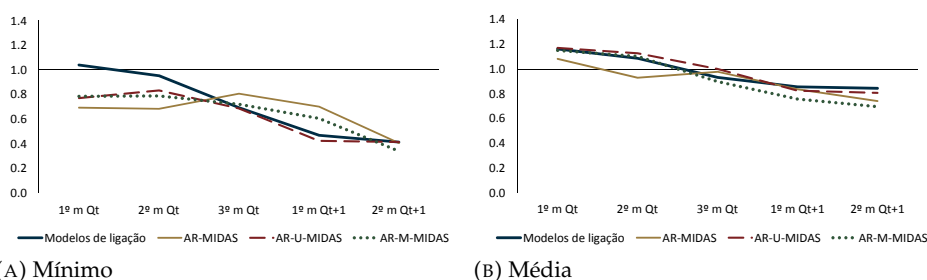 1.4
1.2
1.0
0.8
0.6
0.4
0.2
0.0
1º m Qt 2º m Qt 3º m Qt 1º m Qt+1 2º m Qt+1
Modelos de ligação AR-MIDAS AR-U-MIDAS AR-M-MIDAS
(A) Mínimo
1.4
1.2
1.0
0.8
0.6
0.4
0.2
0.0
1º m Qt 2º m Qt 3º m Qt 1º m Qt+1 2º m Qt+1
Modelos de ligação AR-MIDAS AR-U-MIDAS AR-M-MIDAS
(B) Média